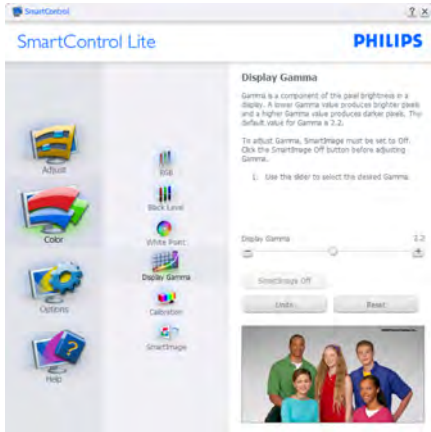 SmartControl
? ×
SmartControl Lite
PHILIPS
Adjust
Color
Options
Help
RGB
Black Level
White Point
Display Gamma
Calibration
SmartImage
Display Gamma
Gamma is a component of this panel brightness in a
display. A lower Gamma value produces brighter pixels
and a higher Gamma value produces darker pixels. The
default value for Gamma is 2.2.
To adjust Gamma, SmartImage must be set to Off.
Click the SmartImage Off button before adjusting
Gamma.
1. Use the slider to select the desired Gamma.
Display Gamma 2.2
SmartImage Off
Undo Reset